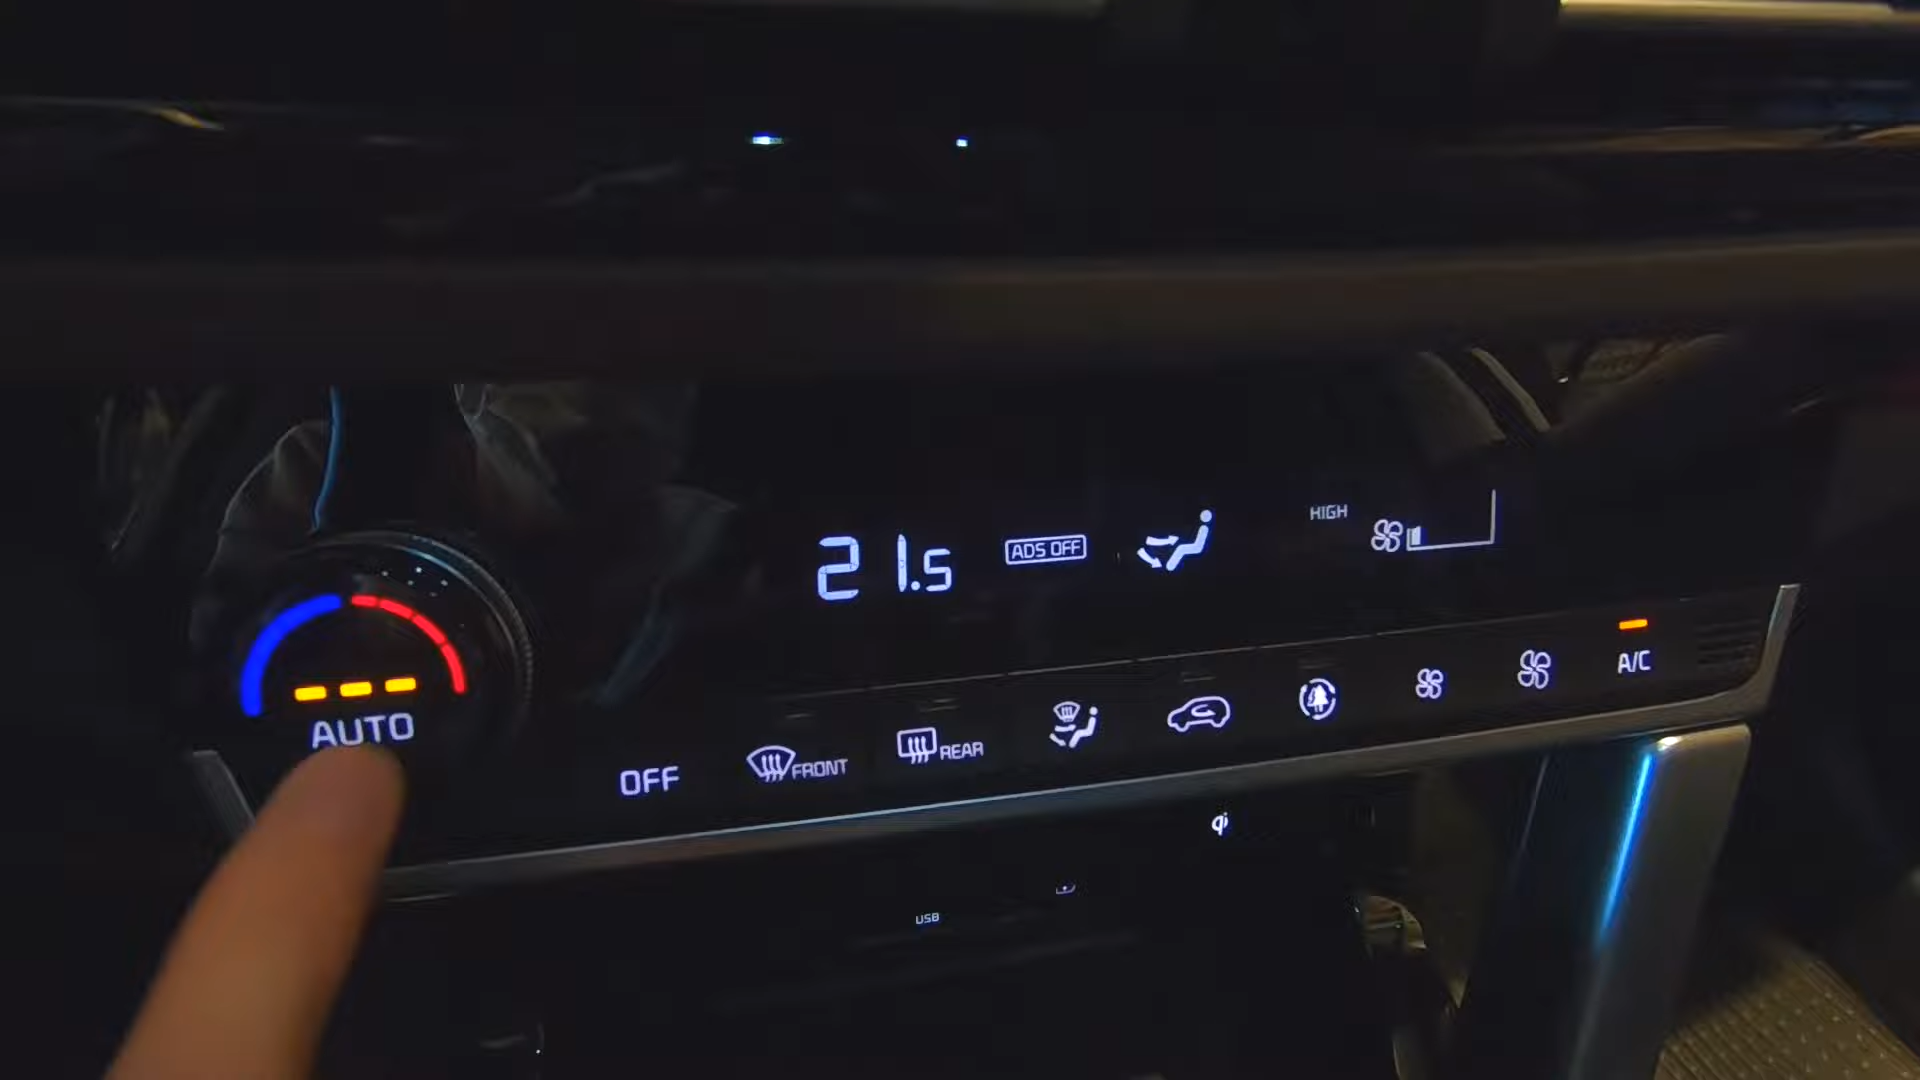 HIGH
21.5
ADS OFF
AUTO
OFF
FRONT
REAR
A/C
qi
USB